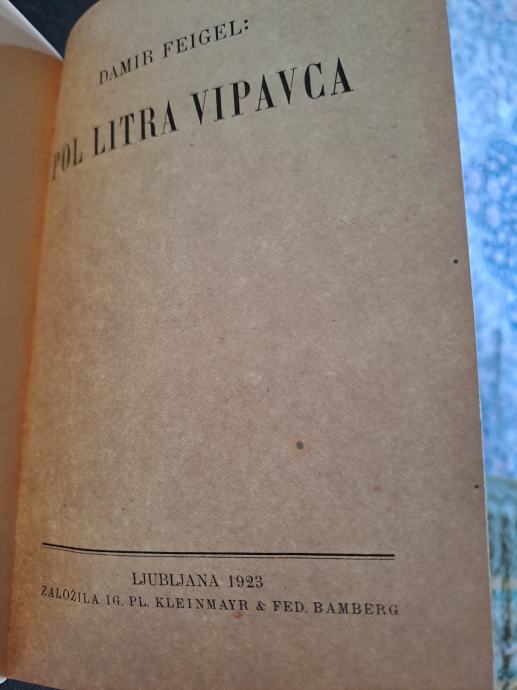 DAMIR FEIGEL:
POL LITRA VIPAVCA
LJUBLJANA 1923
ZALOŽILA IG. PL. KLEINMAYR & FED. BAMBERG